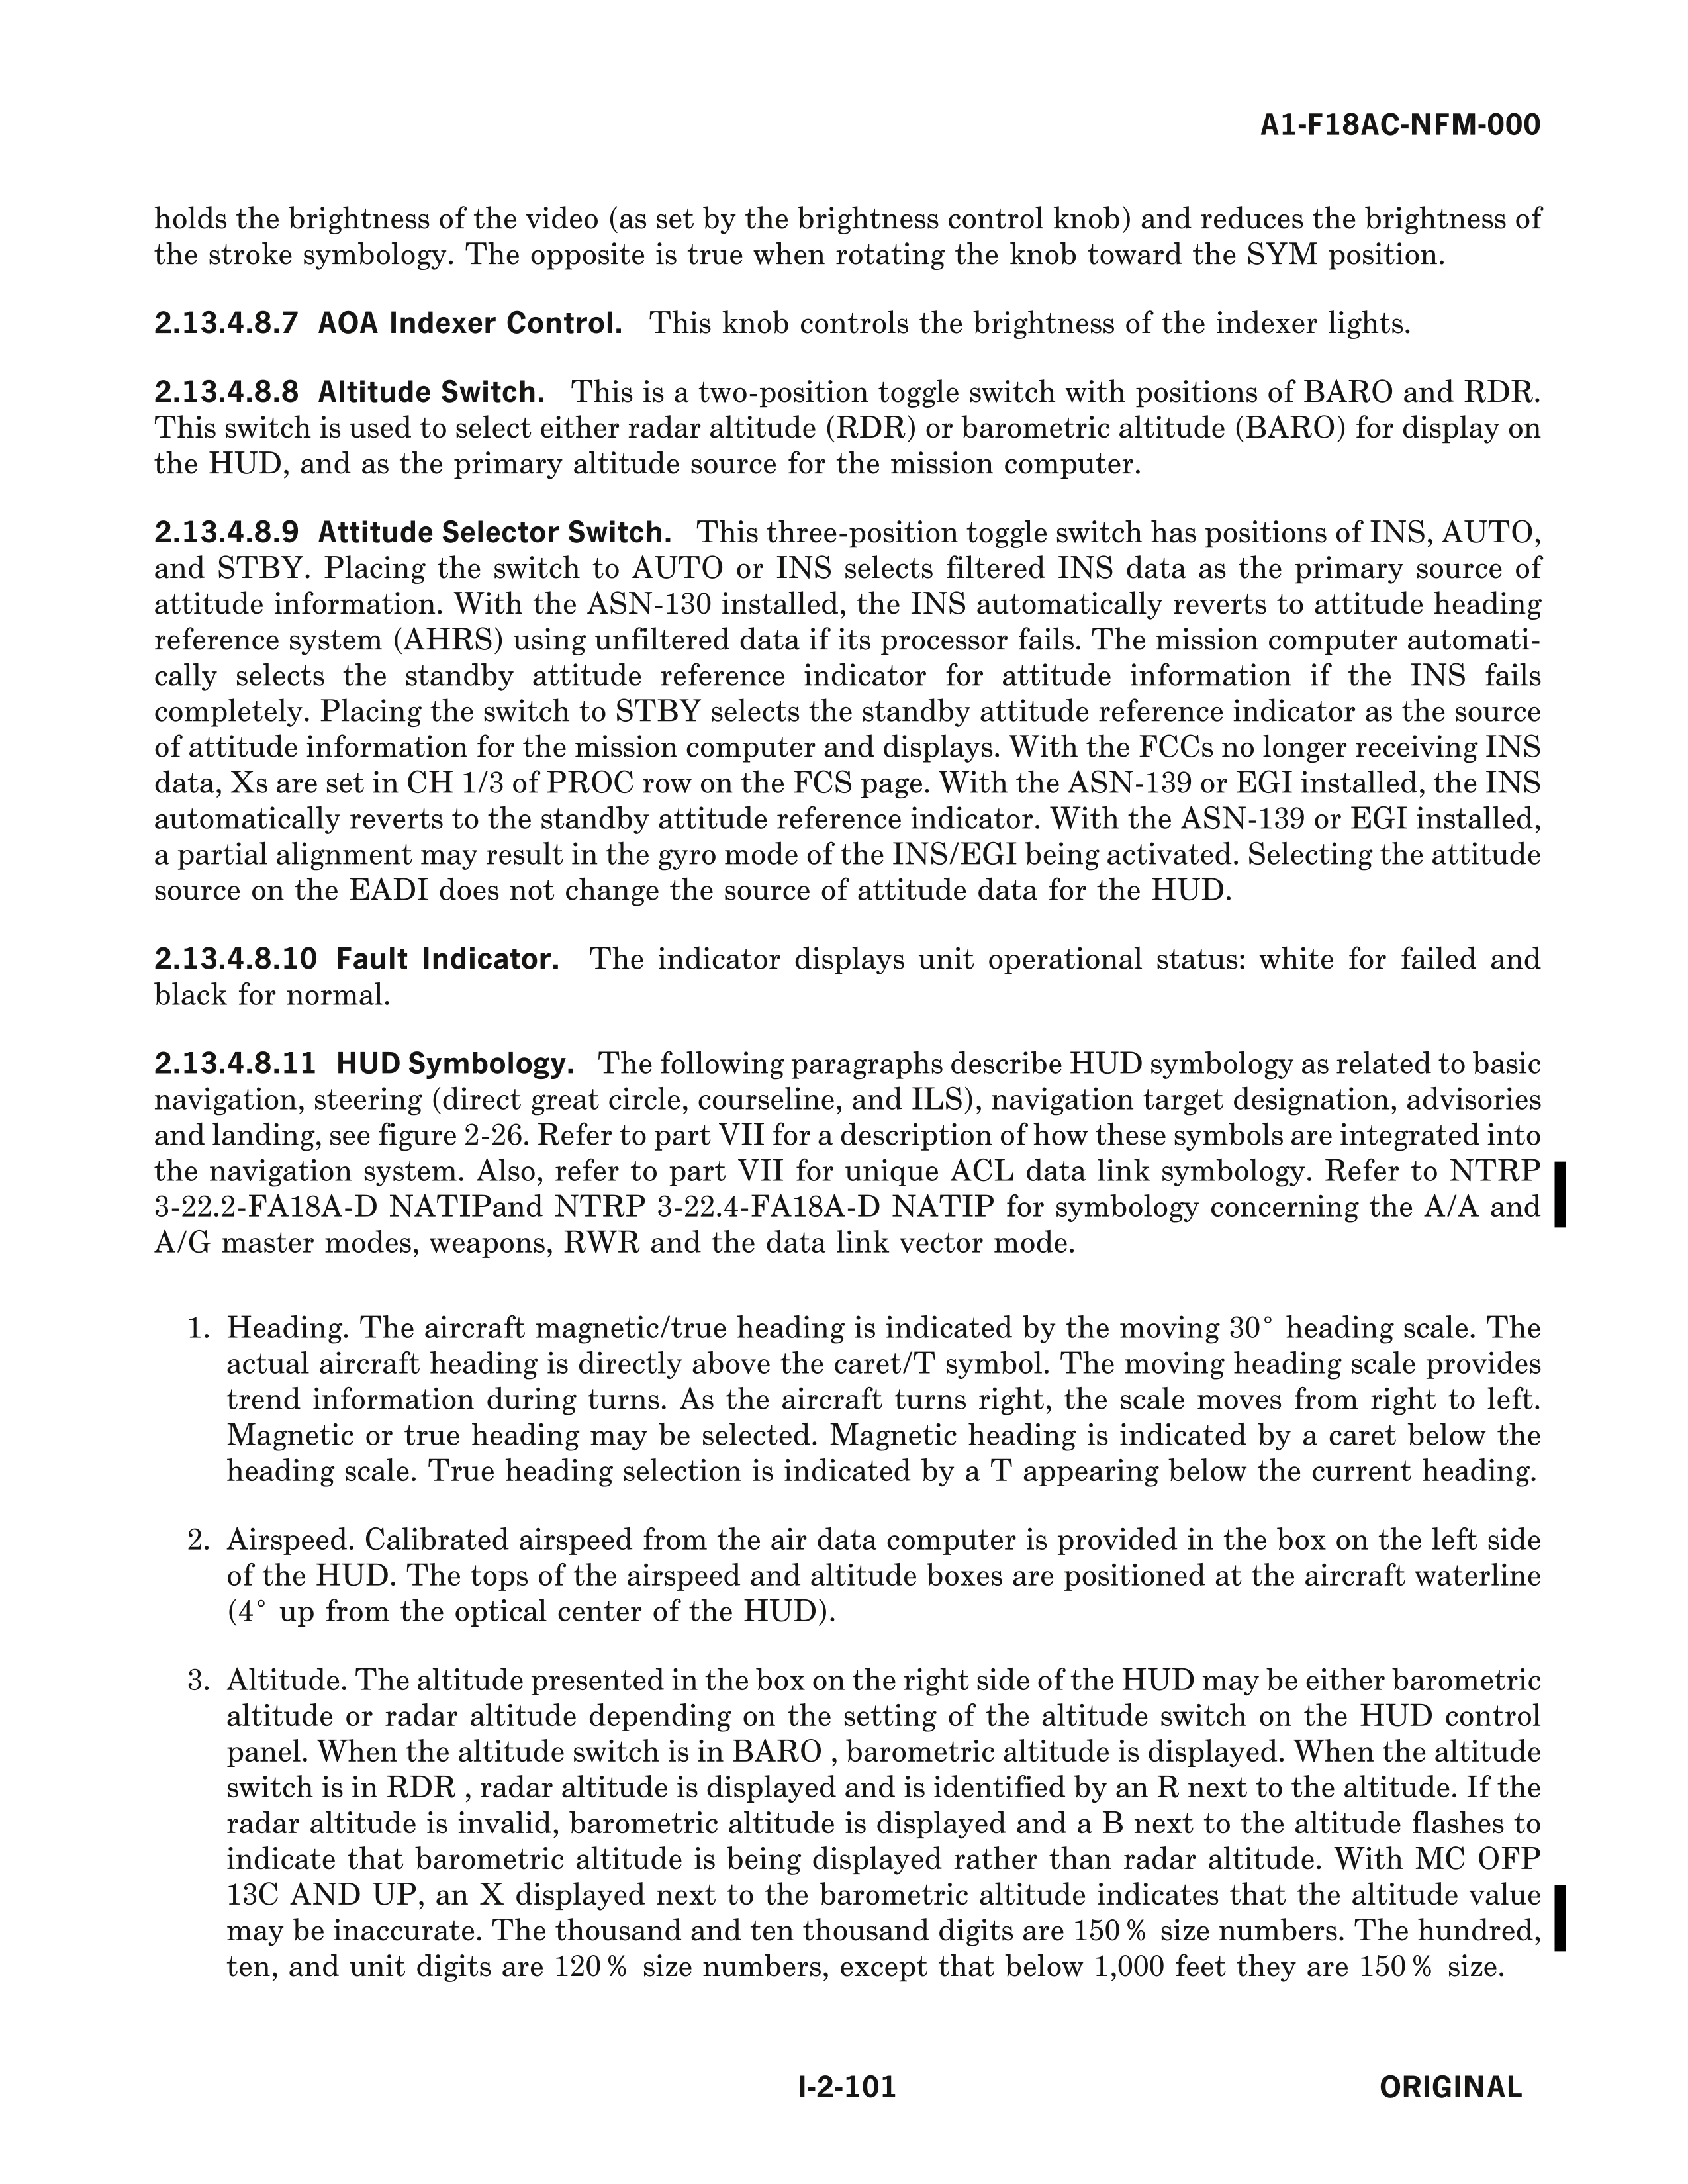 A1-F18AC-NFM-000
holds the brightness of the video (as set by the brightness control knob) and reduces the brightness of
the stroke symbology. The opposite is true when rotating the knob toward the SYM position.
2.13.4.8.7 AOA Indexer Control. This knob controls the brightness of the indexer lights.
2.13.4.8.8 Altitude Switch. This is a two-position toggle switch with positions of BARO and RDR.
This switch is used to select either radar altitude (RDR) or barometric altitude (BARO) for display on
the HUD, and as the primary altitude source for the mission computer.
2.13.4.8.9 Attitude Selector Switch. This three-position toggle switch has positions of INS, AUTO,
and STBY. Placing the switch to AUTO or INS selects filtered INS data as the primary source of
attitude information. With the ASN-130 installed, the INS automatically reverts to attitude heading
reference system (AHRS) using unfiltered data if its processor fails. The mission computer automati-
cally selects the standby attitude reference indicator for attitude information if the INS fails
completely. Placing the switch to STBY selects the standby attitude reference indicator as the source
of attitude information for the mission computer and displays. With the FCCs no longer receiving INS
data, Xs are set in CH 1/3 of PROC row on the FCS page. With the ASN-139 or EGI installed, the INS
automatically reverts to the standby attitude reference indicator. With the ASN-139 or EGI installed,
a partial alignment may result in the gyro mode of the INS/EGI being activated. Selecting the attitude
source on the EADI does not change the source of attitude data for the HUD.
2.13.4.8.10 Fault Indicator. The indicator displays unit operational status: white for failed and
black for normal.
2.13.4.8.11 HUD Symbology. The following paragraphs describe HUD symbology as related to basic
navigation, steering (direct great circle, courseline, and ILS), navigation target designation, advisories
and landing, see figure 2-26. Refer to part VII for a description of how these symbols are integrated into
the navigation system. Also, refer to part VII for unique ACL data link symbology. Refer to NTRP
3-22.2-FA18A-D NATIPand NTRP 3-22.4-FA18A-D NATIP for symbology concerning the A/A and
A/G master modes, weapons, RWR and the data link vector mode.
1. Heading. The aircraft magnetic/true heading is indicated by the moving 30° heading scale. The
actual aircraft heading is directly above the caret/T symbol. The moving heading scale provides
trend information during turns. As the aircraft turns right, the scale moves from right to left.
Magnetic or true heading may be selected. Magnetic heading is indicated by a caret below the
heading scale. True heading selection is indicated by a T appearing below the current heading.
2. Airspeed. Calibrated airspeed from the air data computer is provided in the box on the left side
of the HUD. The tops of the airspeed and altitude boxes are positioned at the aircraft waterline
(4° up from the optical center of the HUD).
3. Altitude. The altitude presented in the box on the right side of the HUD may be either barometric
altitude or radar altitude depending on the setting of the altitude switch on the HUD control
panel. When the altitude switch is in BARO , barometric altitude is displayed. When the altitude
switch is in RDR , radar altitude is displayed and is identified by an R next to the altitude. If the
radar altitude is invalid, barometric altitude is displayed and a B next to the altitude flashes to
indicate that barometric altitude is being displayed rather than radar altitude. With MC OFP
13C AND UP, an X displayed next to the barometric altitude indicates that the altitude value
may be inaccurate. The thousand and ten thousand digits are 150% size numbers. The hundred,
ten, and unit digits are 120% size numbers, except that below 1,000 feet they are 150% size.
I-2-101
ORIGINAL